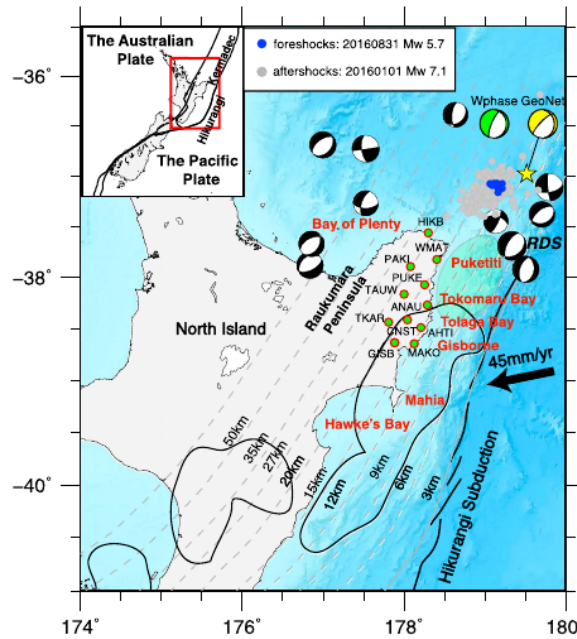 The Australian
Plate
Kermadec
Hikurangi
The Pacific
Plate
foreshocks: 20160831 Mw 5.7
aftershocks: 20160101 Mw 7.1
Wphase GeoNet
−36°
−38°
−40°
174°
176°
178°
180°
RDS
Bay of Plenty
HIKB
WMAT
PAKI
Puketiti
PUKE
TAUW
Raukumara
Peninsula
Tokomaru Bay
ANAU
North Island
TKAR
CNST
AHTI
Tolaga Bay
GISB
MAKO
Gisborne
45mm/yr
Mahia
Hawke's Bay
50km
35km
27km
20km
15km
12km
9km
6km
3km
Hikurangi Subduction